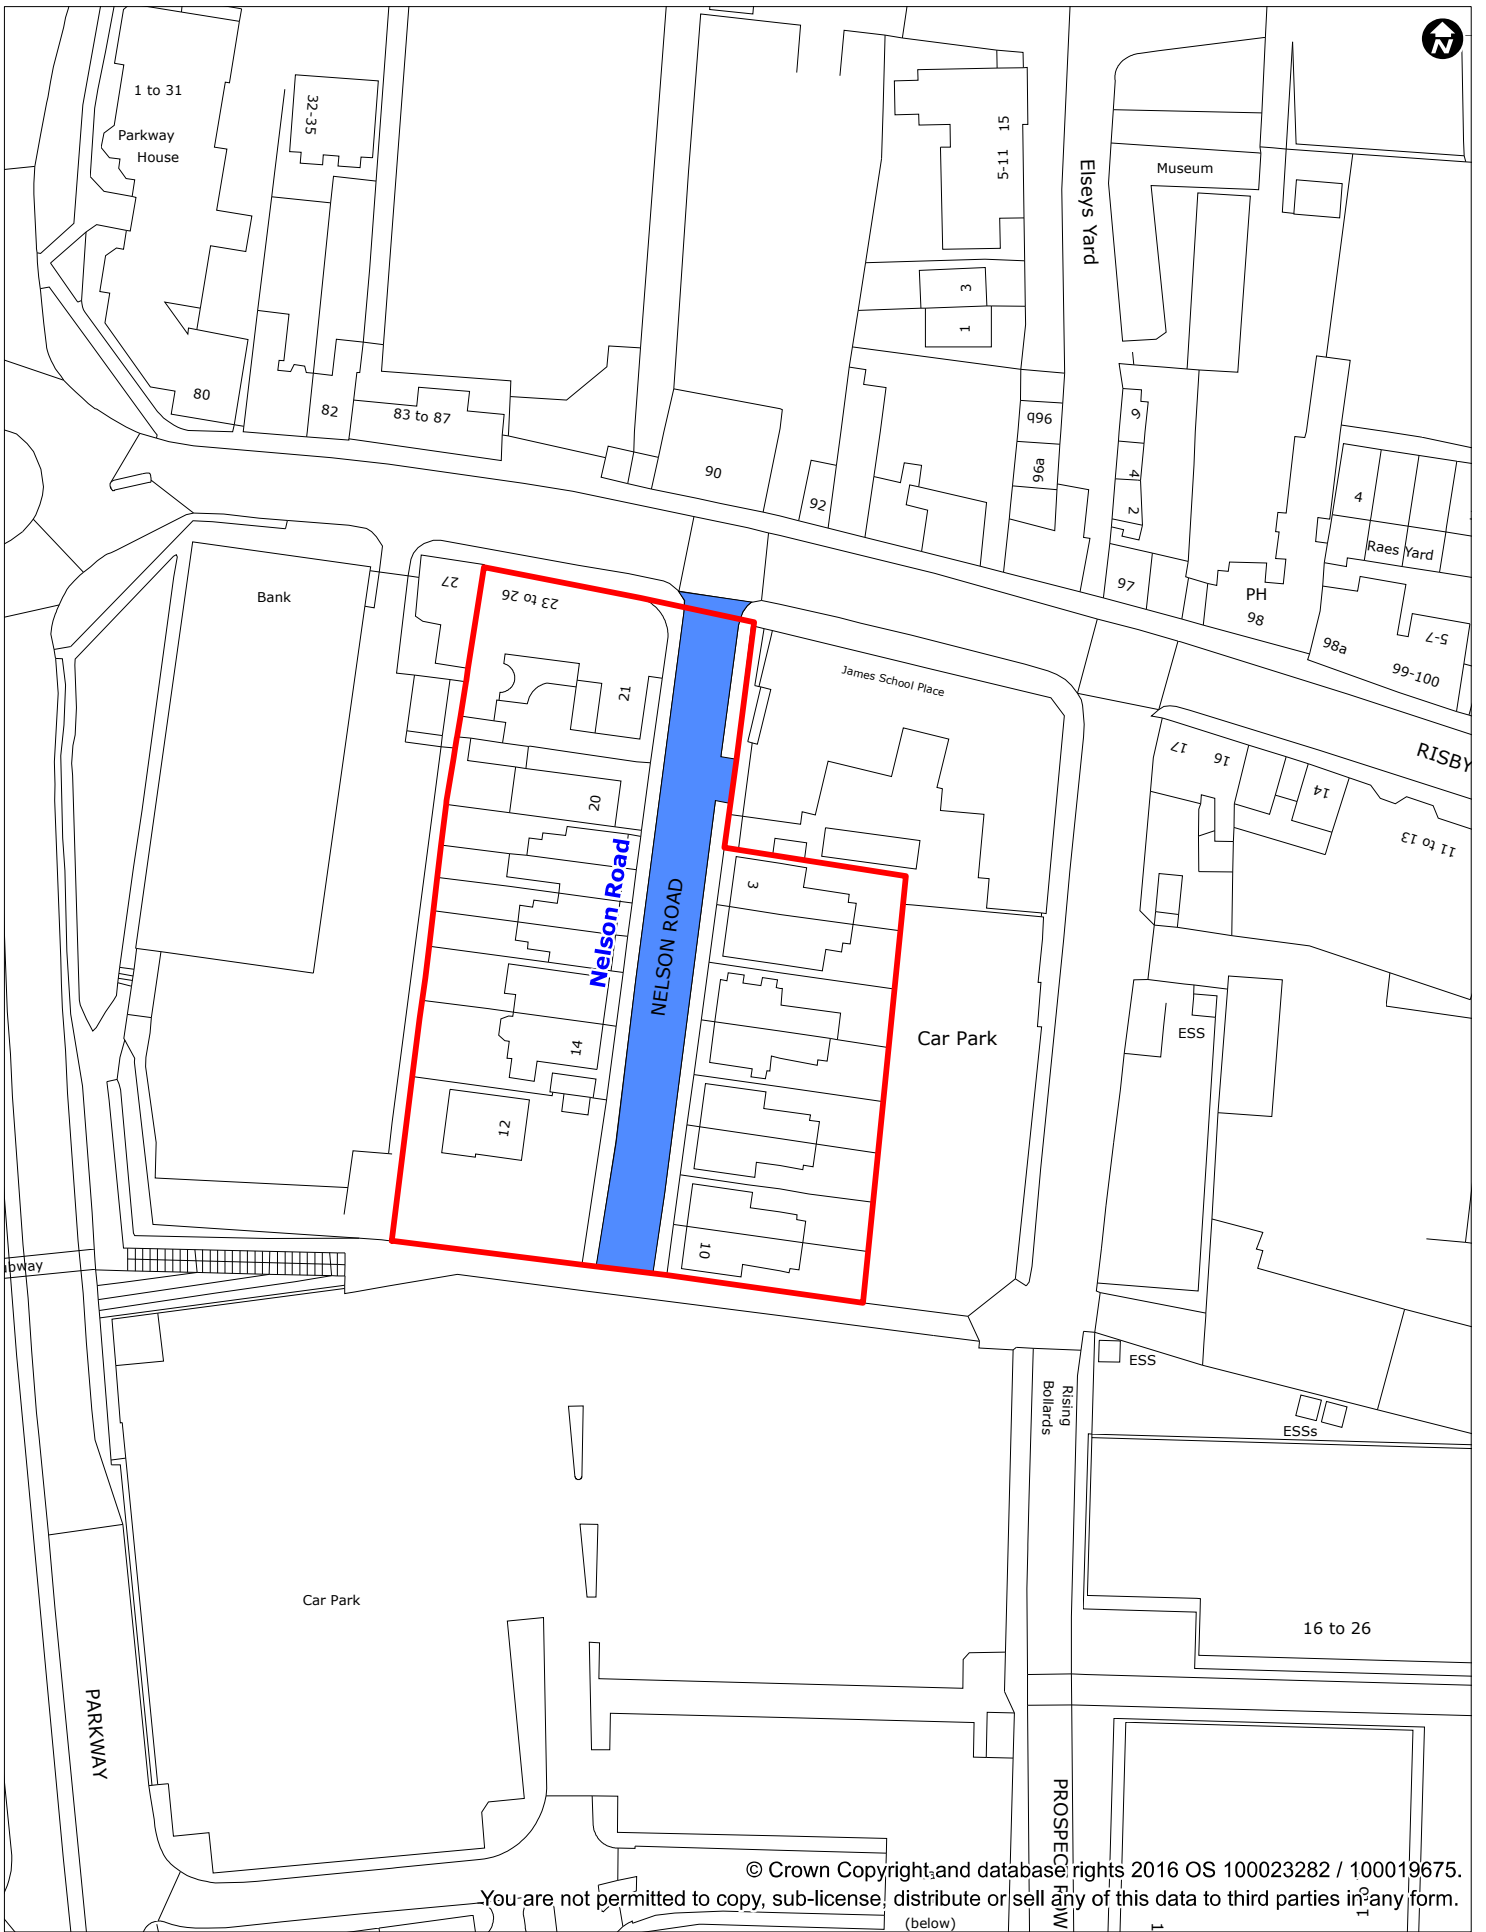 N
1 to 31
Parkway
House
32-35
5-11 15
Elseys Yard
Museum
3
1
80
82
83 to 87
90
92
96b
96a
6
4
2
4
Raes Yard
97
PH
98
98a
5-7
99-100
Bank
27
23 to 26
James School Place
21
RISBY
17
16
14
11 to 13
20
3
Nelson Road
NELSON ROAD
14
Car Park
ESS
12
10
ESS
Rising
Bollards
ESSs
Car Park
16 to 26
PARKWAY
PROSPECT ROW
© Crown Copyright and database rights 2016 OS 100023282 / 100019675.
You are not permitted to copy, sub-license, distribute or sell any of this data to third parties in any form.
(below)